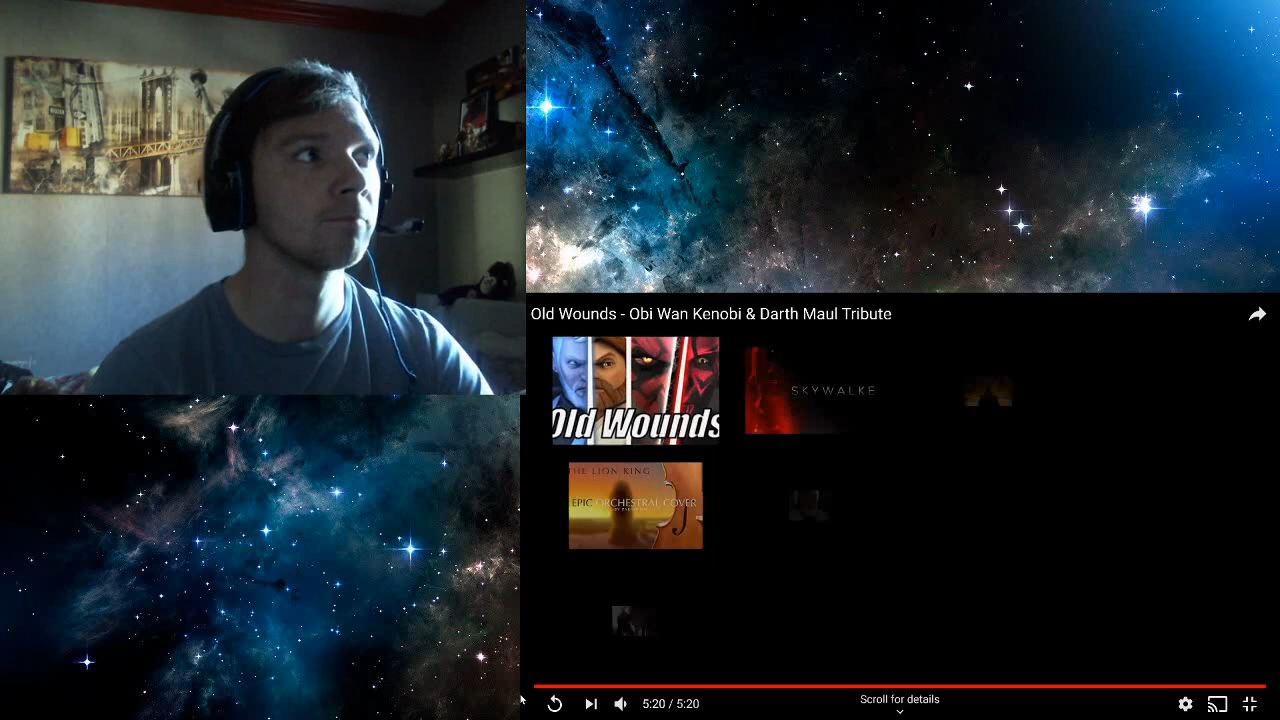 Old Wounds - Obi Wan Kenobi & Darth Maul Tribute
Old Wounds
SKYWALKE
THE LION KING
EPIC ORCHESTRAL COVER
5:20 / 5:20
Scroll for details